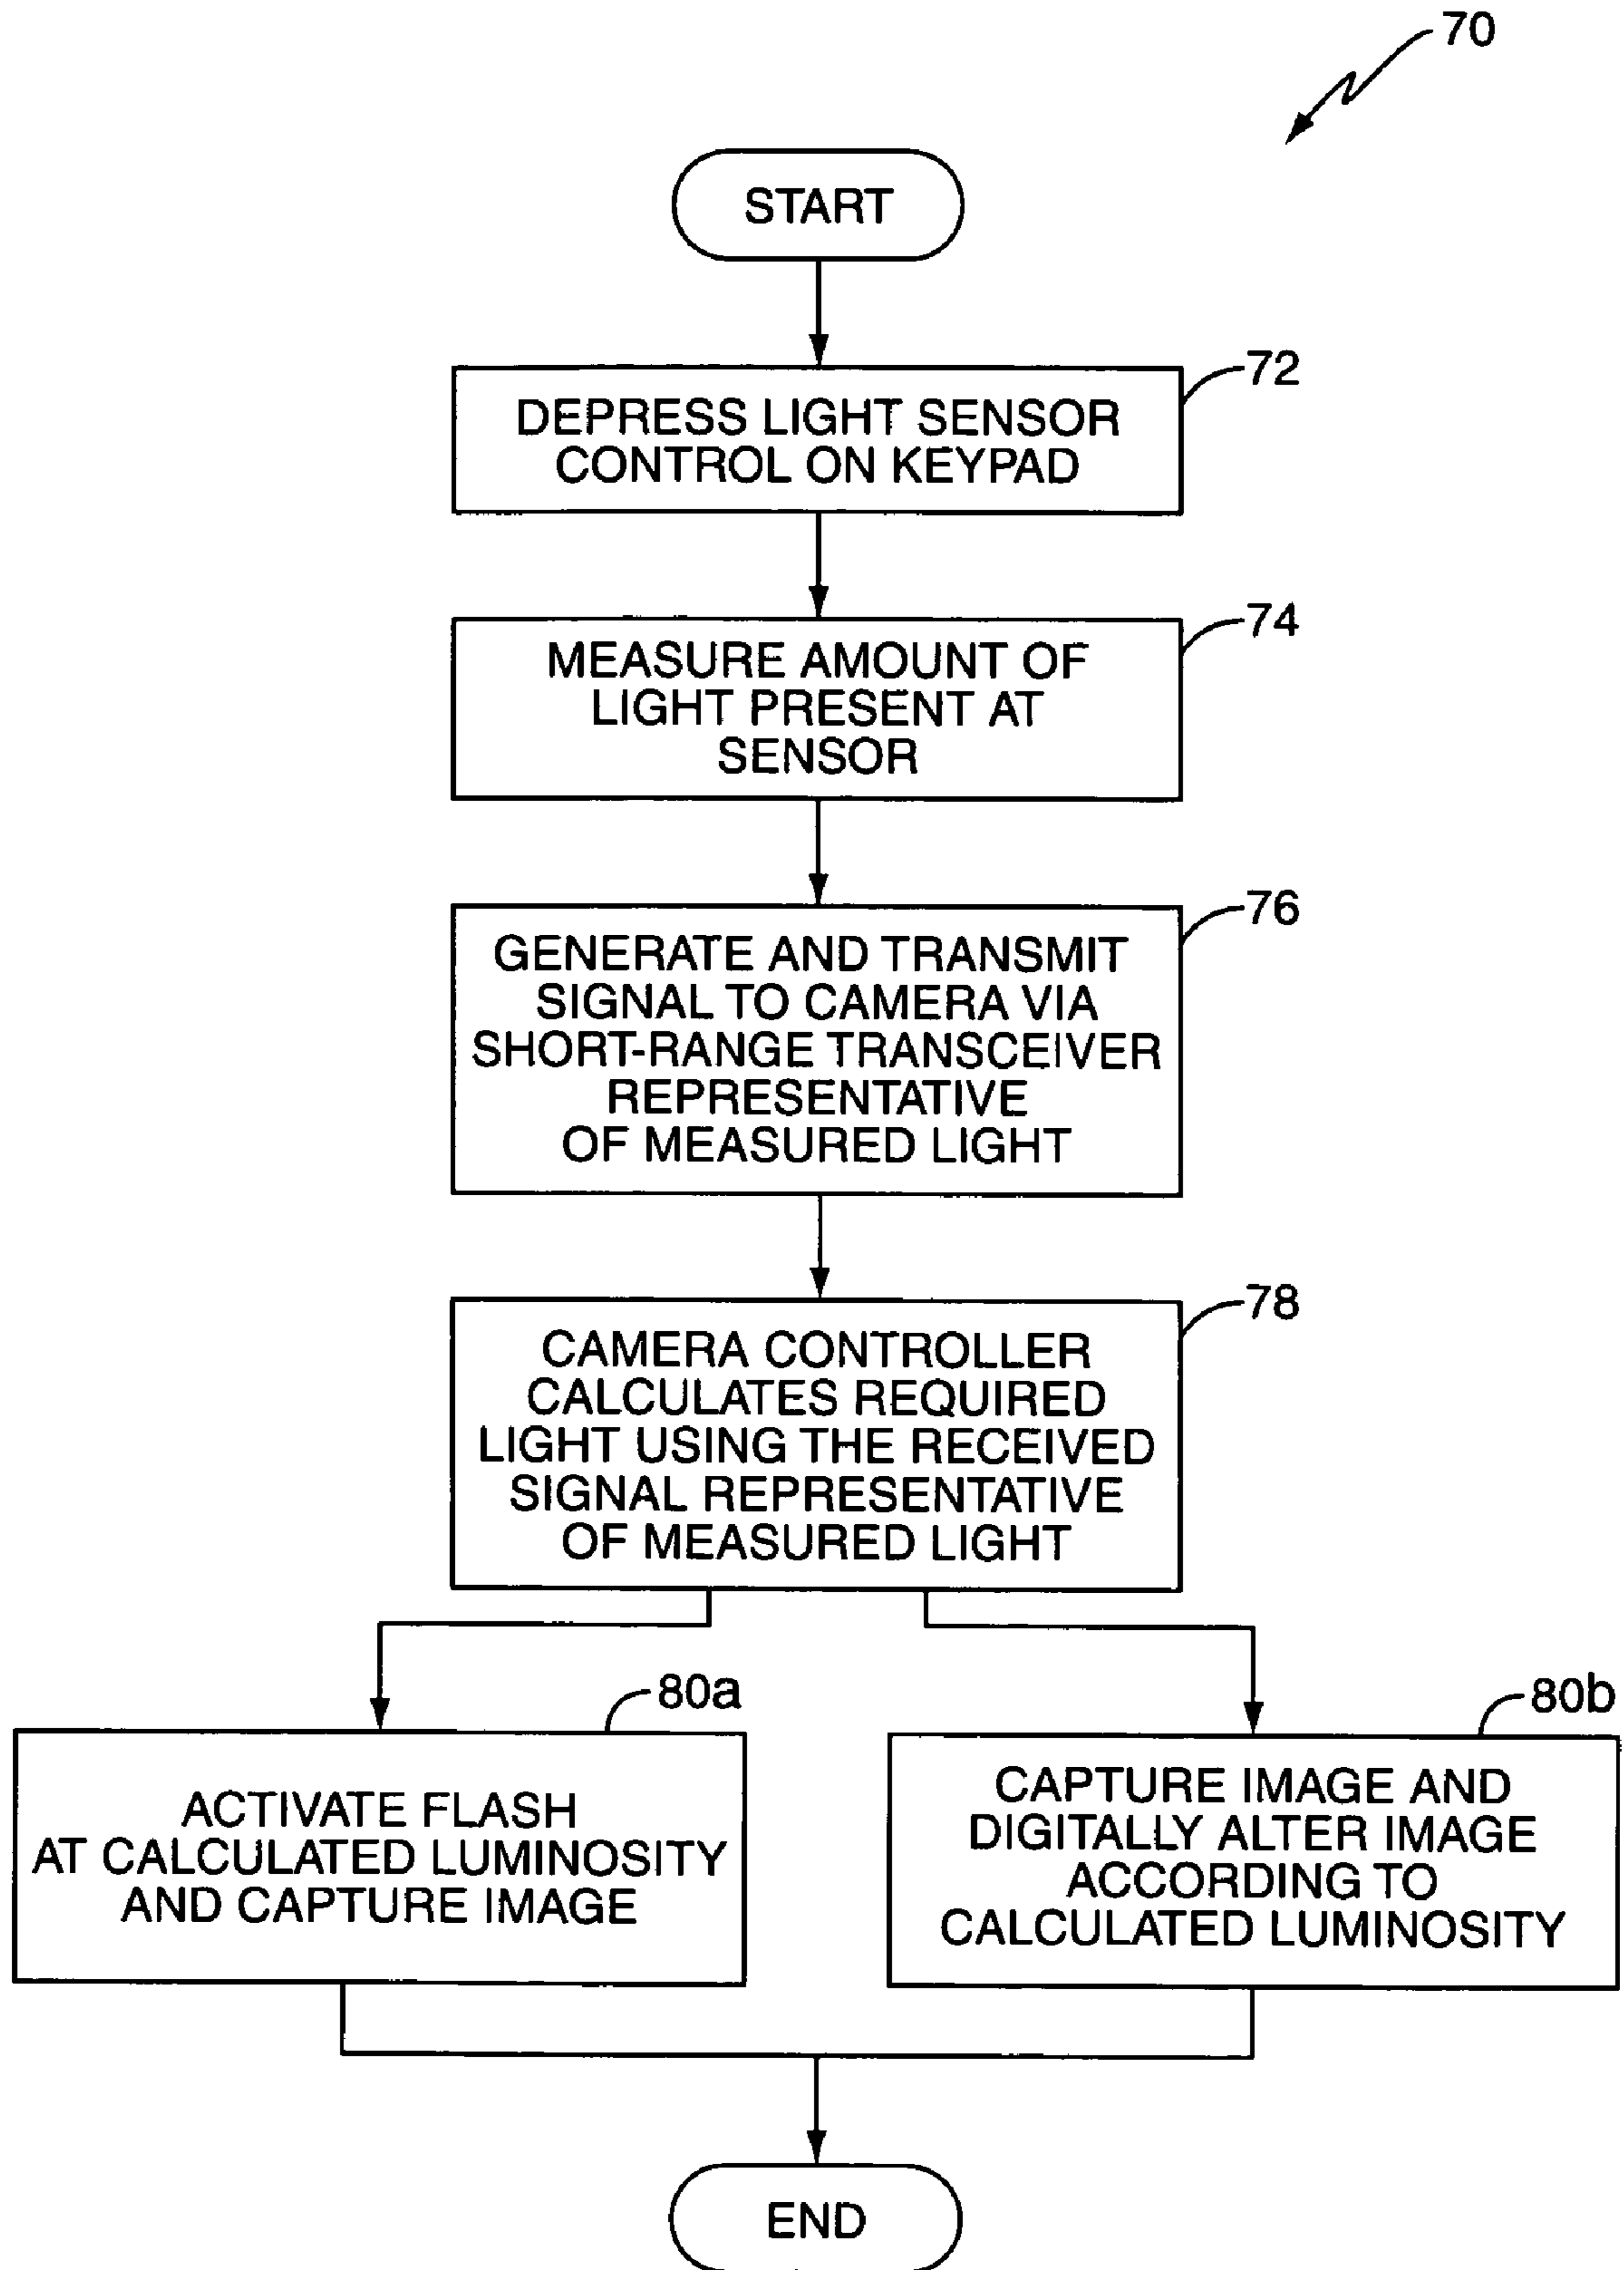 70
START
72
DEPRESS LIGHT SENSOR
CONTROL ON KEYPAD
74
MEASURE AMOUNT OF
LIGHT PRESENT AT
SENSOR
76
GENERATE AND TRANSMIT
SIGNAL TO CAMERA VIA
SHORT-RANGE TRANSCEIVER
REPRESENTATIVE
OF MEASURED LIGHT
78
CAMERA CONTROLLER
CALCULATES REQUIRED
LIGHT USING THE RECEIVED
SIGNAL REPRESENTATIVE
OF MEASURED LIGHT
80a
ACTIVATE FLASH
AT CALCULATED LUMINOSITY
AND CAPTURE IMAGE
80b
CAPTURE IMAGE AND
DIGITALLY ALTER IMAGE
ACCORDING TO
CALCULATED LUMINOSITY
END